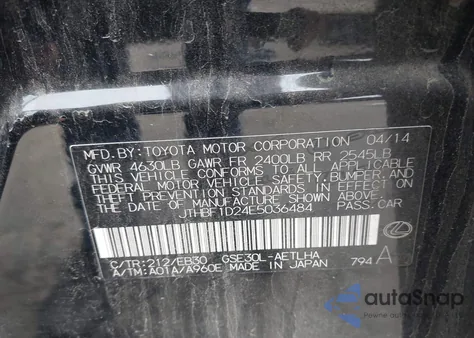 MFD. BY: TOYOTA MOTOR CORPORATION 04/14
GVWR 4630LB GAWR FR 2400LB RR 2545LB
THIS VEHICLE CONFORMS TO ALL APPLICABLE
FEDERAL MOTOR VEHICLE SAFETY, BUMPER, AND
THEFT PREVENTION STANDARDS IN EFFECT ON
THE DATE OF MANUFACTURE SHOWN ABOVE.
JTHBF1D24E5036484 PASS.CAR
C/TR:212/EB30 GSE30L-AETLHA
A/TM:A01A/A960E MADE IN JAPAN 794 A
autoSnap